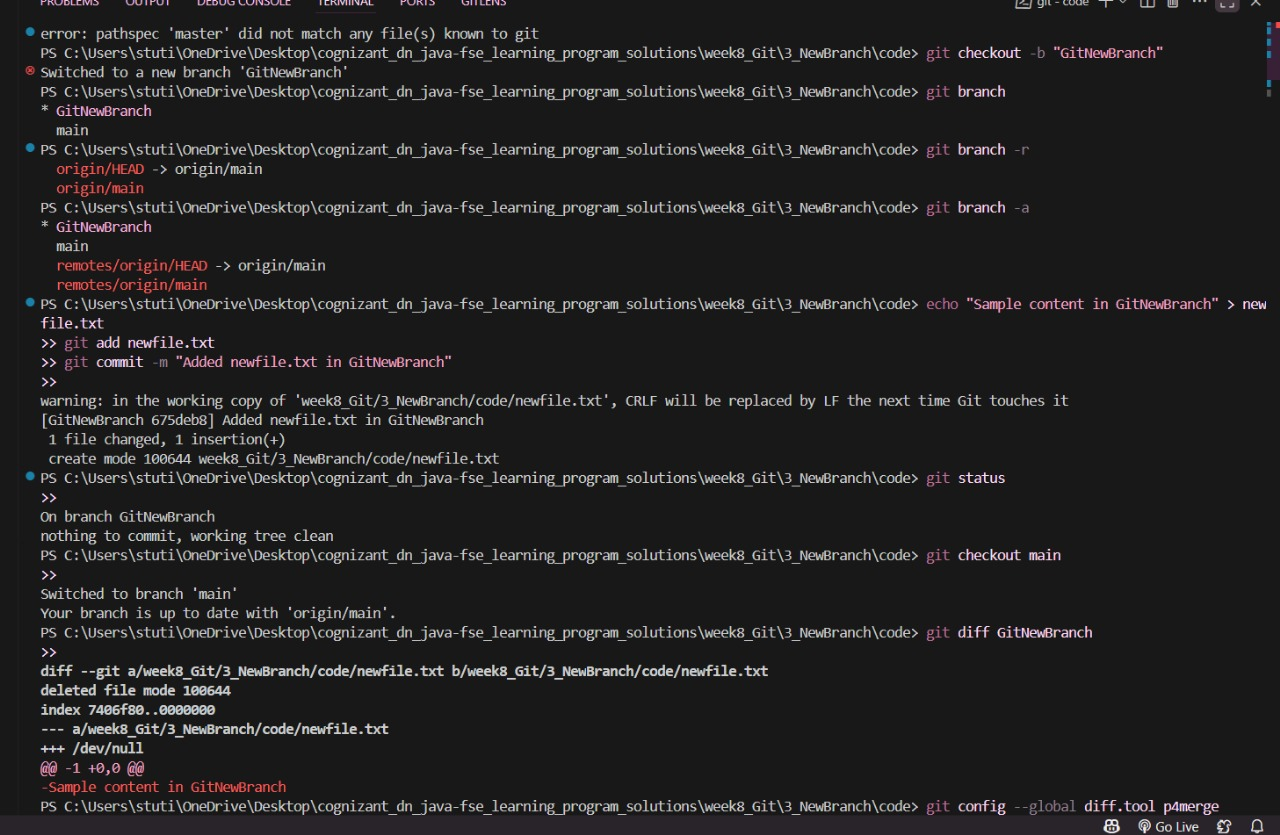 PROBLEMS OUTPUT DEBUG CONSOLE TERMINAL PORTS GITLENS git - code
error: pathspec 'master' did not match any file(s) known to git
PS C:\Users\stuti\OneDrive\Desktop\cognizant_dn_java-fse_learning_program_solutions\week8_Git\3_NewBranch\code> git checkout -b "GitNewBranch"
Switched to a new branch 'GitNewBranch'
PS C:\Users\stuti\OneDrive\Desktop\cognizant_dn_java-fse_learning_program_solutions\week8_Git\3_NewBranch\code> git branch
* GitNewBranch
main
PS C:\Users\stuti\OneDrive\Desktop\cognizant_dn_java-fse_learning_program_solutions\week8_Git\3_NewBranch\code> git branch -r
origin/HEAD -> origin/main
origin/main
PS C:\Users\stuti\OneDrive\Desktop\cognizant_dn_java-fse_learning_program_solutions\week8_Git\3_NewBranch\code> git branch -a
* GitNewBranch
main
remotes/origin/HEAD -> origin/main
remotes/origin/main
PS C:\Users\stuti\OneDrive\Desktop\cognizant_dn_java-fse_learning_program_solutions\week8_Git\3_NewBranch\code> echo "Sample content in GitNewBranch" > new
file.txt
>> git add newfile.txt
>> git commit -m "Added newfile.txt in GitNewBranch"
>>
warning: in the working copy of 'week8_Git/3_NewBranch/code/newfile.txt', CRLF will be replaced by LF the next time Git touches it
[GitNewBranch 675deb8] Added newfile.txt in GitNewBranch
1 file changed, 1 insertion(+)
create mode 100644 week8_Git/3_NewBranch/code/newfile.txt
PS C:\Users\stuti\OneDrive\Desktop\cognizant_dn_java-fse_learning_program_solutions\week8_Git\3_NewBranch\code> git status
>>
On branch GitNewBranch
nothing to commit, working tree clean
PS C:\Users\stuti\OneDrive\Desktop\cognizant_dn_java-fse_learning_program_solutions\week8_Git\3_NewBranch\code> git checkout main
>>
Switched to branch 'main'
Your branch is up to date with 'origin/main'.
PS C:\Users\stuti\OneDrive\Desktop\cognizant_dn_java-fse_learning_program_solutions\week8_Git\3_NewBranch\code> git diff GitNewBranch
>>
diff --git a/week8_Git/3_NewBranch/code/newfile.txt b/week8_Git/3_NewBranch/code/newfile.txt
deleted file mode 100644
index 7406f80..0000000
--- a/week8_Git/3_NewBranch/code/newfile.txt
+++ /dev/null
@@ -1 +0,0 @@
-Sample content in GitNewBranch
PS C:\Users\stuti\OneDrive\Desktop\cognizant_dn_java-fse_learning_program_solutions\week8_Git\3_NewBranch\code> git config --global diff.tool p4merge
Go Live